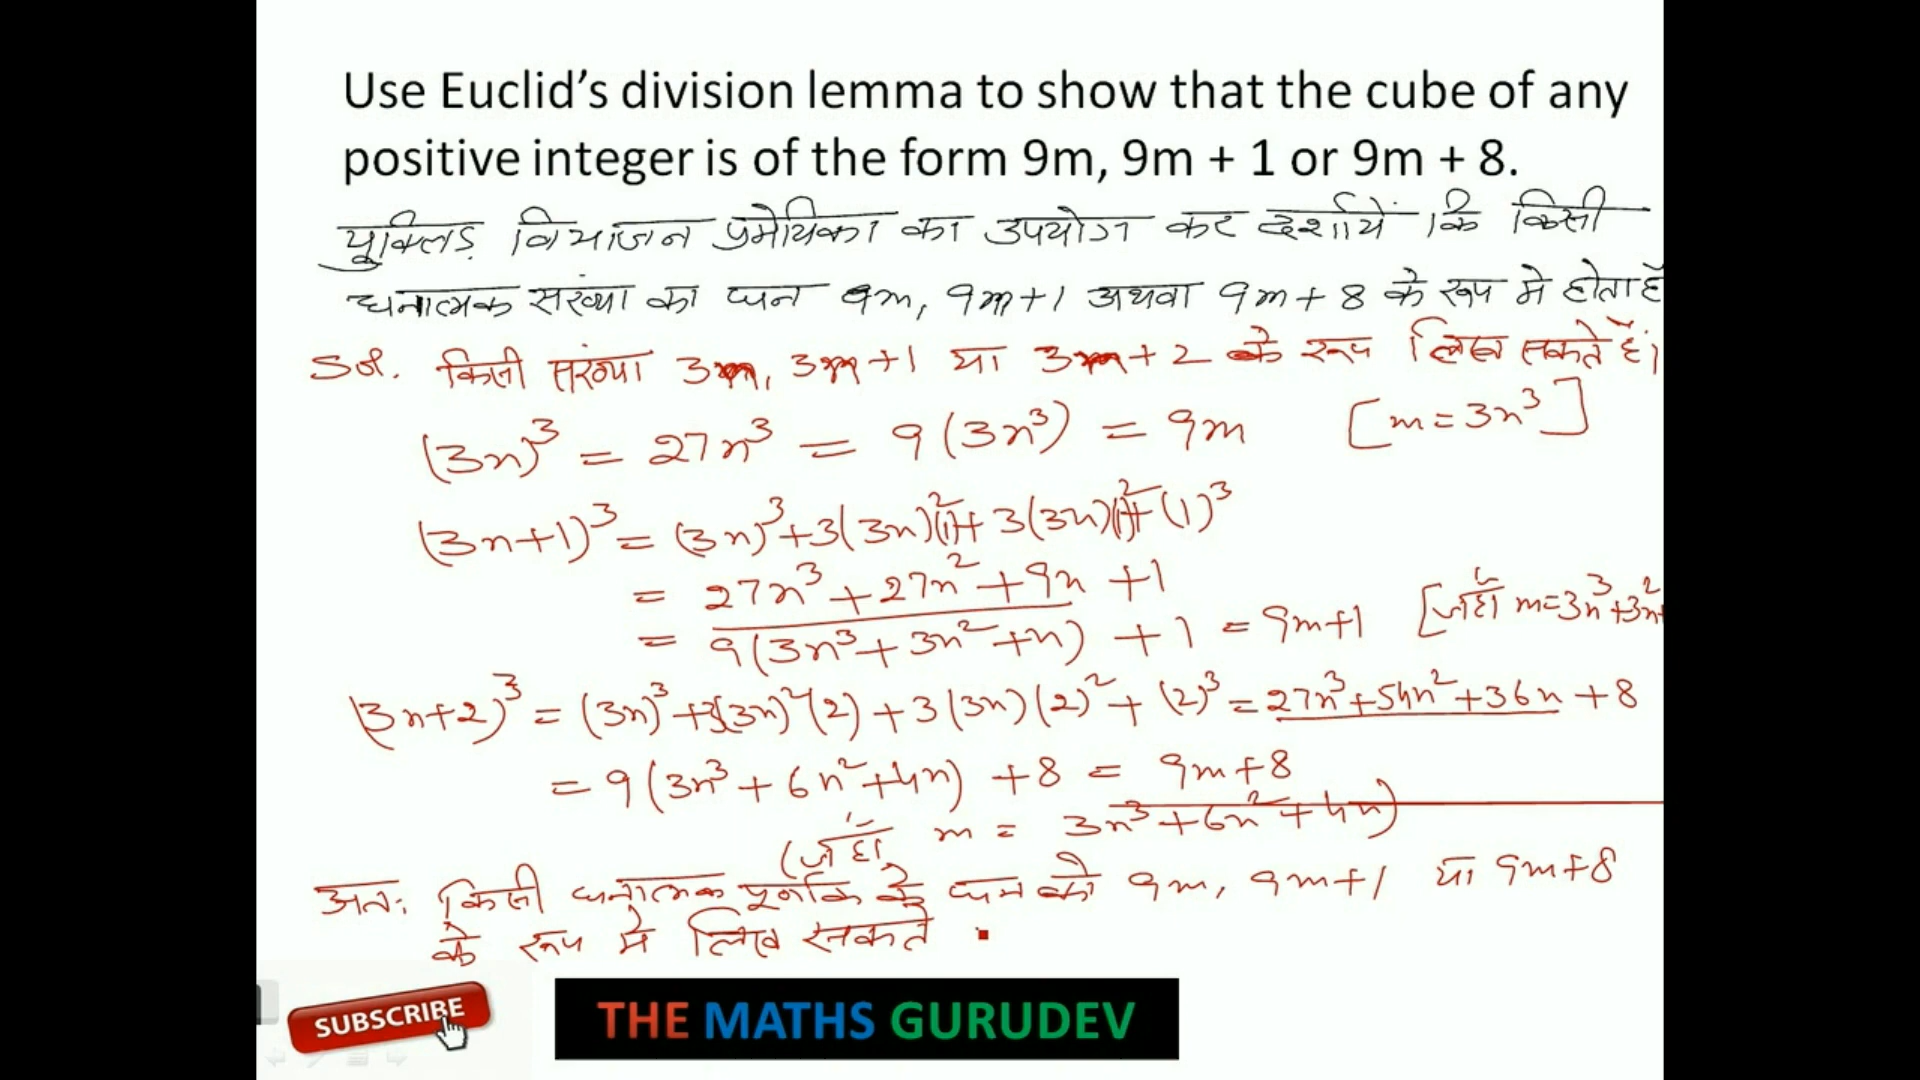 Use Euclid's division lemma to show that the cube of any
positive integer is of the form 9m, 9m + 1 or 9m + 8.
युक्लिड विभाजन प्रमेयिका का उपयोग कर दर्शायें कि किसी
धनात्मक संख्या का घन 9m, 9m+1 अथवा 9m+8 के रूप मे होता है
Sol. किसी संख्या 3n, 3n+1 या 3n+2 के रूप लिख सकते हैं।
(3n)³ = 27n³ = 9(3n³) = 9m [m=3n³]
(3n+1)³ = (3n)³+3(3n)²(1)+3(3n)(1)²+(1)³
= 27n³+27n²+9n +1
= 9(3n³+3n²+n) +1 = 9m+1 [जहाँ m=3n³+3n²+
(3n+2)³ = (3n)³+3(3n)²(2)+3(3n)(2)²+(2)³ = 27n³+54n²+36n+8
= 9(3n³+6n²+4n) +8 = 9m+8
(जहाँ m = 3n³+6n²+4n)
अतः किसी धनात्मक पूर्णांक के घन को 9m, 9m+1 या 9m+8
के रूप में लिख सकते
SUBSCRIBE
THE MATHS GURUDEV